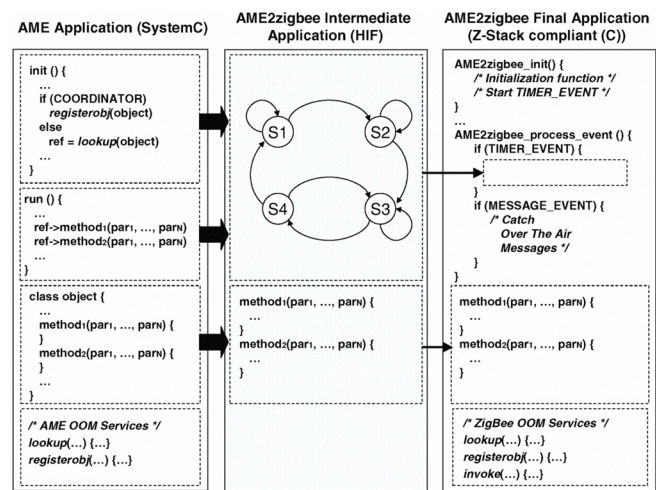 AME Application (SystemC)
init () {
...
if (COORDINATOR)
registerobj(object)
else
ref = lookup(object)
...
}
run () {
...
ref->method1(par1, ..., parN)
ref->method2(par1, ..., parN)
...
}
class object {
...
method1(par1, ..., parN) {
}
method2(par1, ..., parN) {
}
...
}
/* AME OOM Services */
lookup(...) {...}
registerobj(...) {...}
AME2zigbee Intermediate
Application (HIF)
S1
S2
S4
S3
method1(par1, ..., parN) {
...
}
method2(par1, ..., parN) {
...
}
AME2zigbee Final Application
(Z-Stack compliant (C))
AME2zigbee_init() {
/* Initialization function */
/* Start TIMER_EVENT */
}
...
AME2zigbee_process_event () {
if (TIMER_EVENT) {
}
if (MESSAGE_EVENT) {
/* Catch
Over The Air
Messages */
}
}
method1(par1, ..., parN) {
...
}
method2(par1, ..., parN) {
...
}
/* ZigBee OOM Services */
lookup(...) {...}
registerobj(...) {...}
invoke(...) {...}